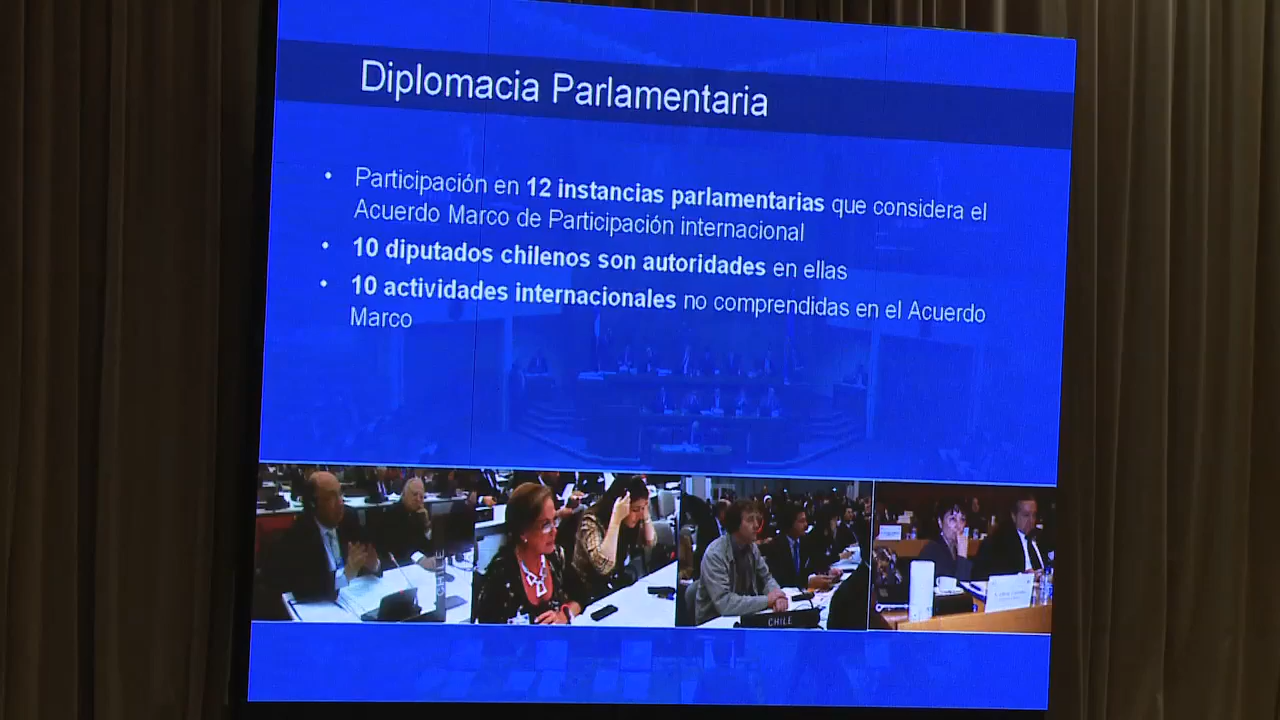 Diplomacia Parlamentaria
• Participación en 12 instancias parlamentarias que considera el
Acuerdo Marco de Participación internacional
• 10 diputados chilenos son autoridades en ellas
• 10 actividades internacionales no comprendidas en el Acuerdo
Marco
CHILE
CHILE